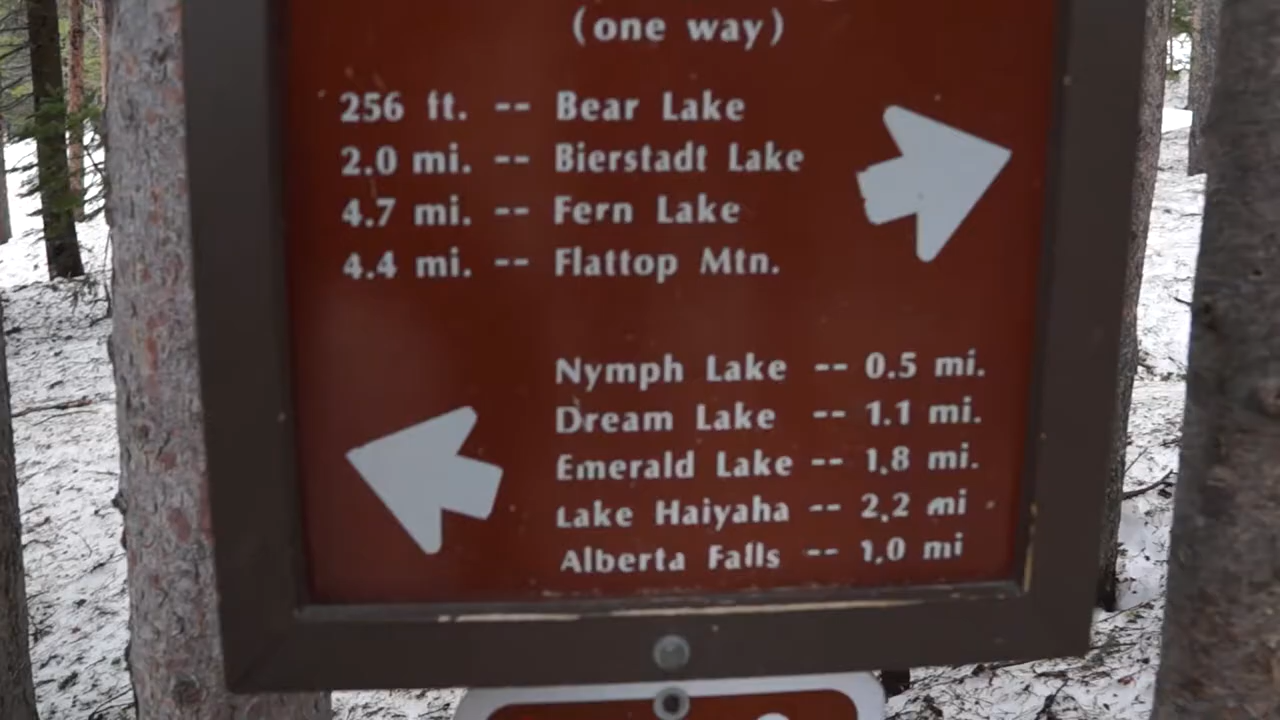 (one way)
256 ft. -- Bear Lake
2.0 mi. -- Bierstadt Lake
4.7 mi. -- Fern Lake
4.4 mi. -- Flattop Mtn.
Nymph Lake -- 0.5 mi.
Dream Lake -- 1.1 mi.
Emerald Lake -- 1.8 mi.
Lake Haiyaha -- 2.2 mi
Alberta Falls -- 1.0 mi